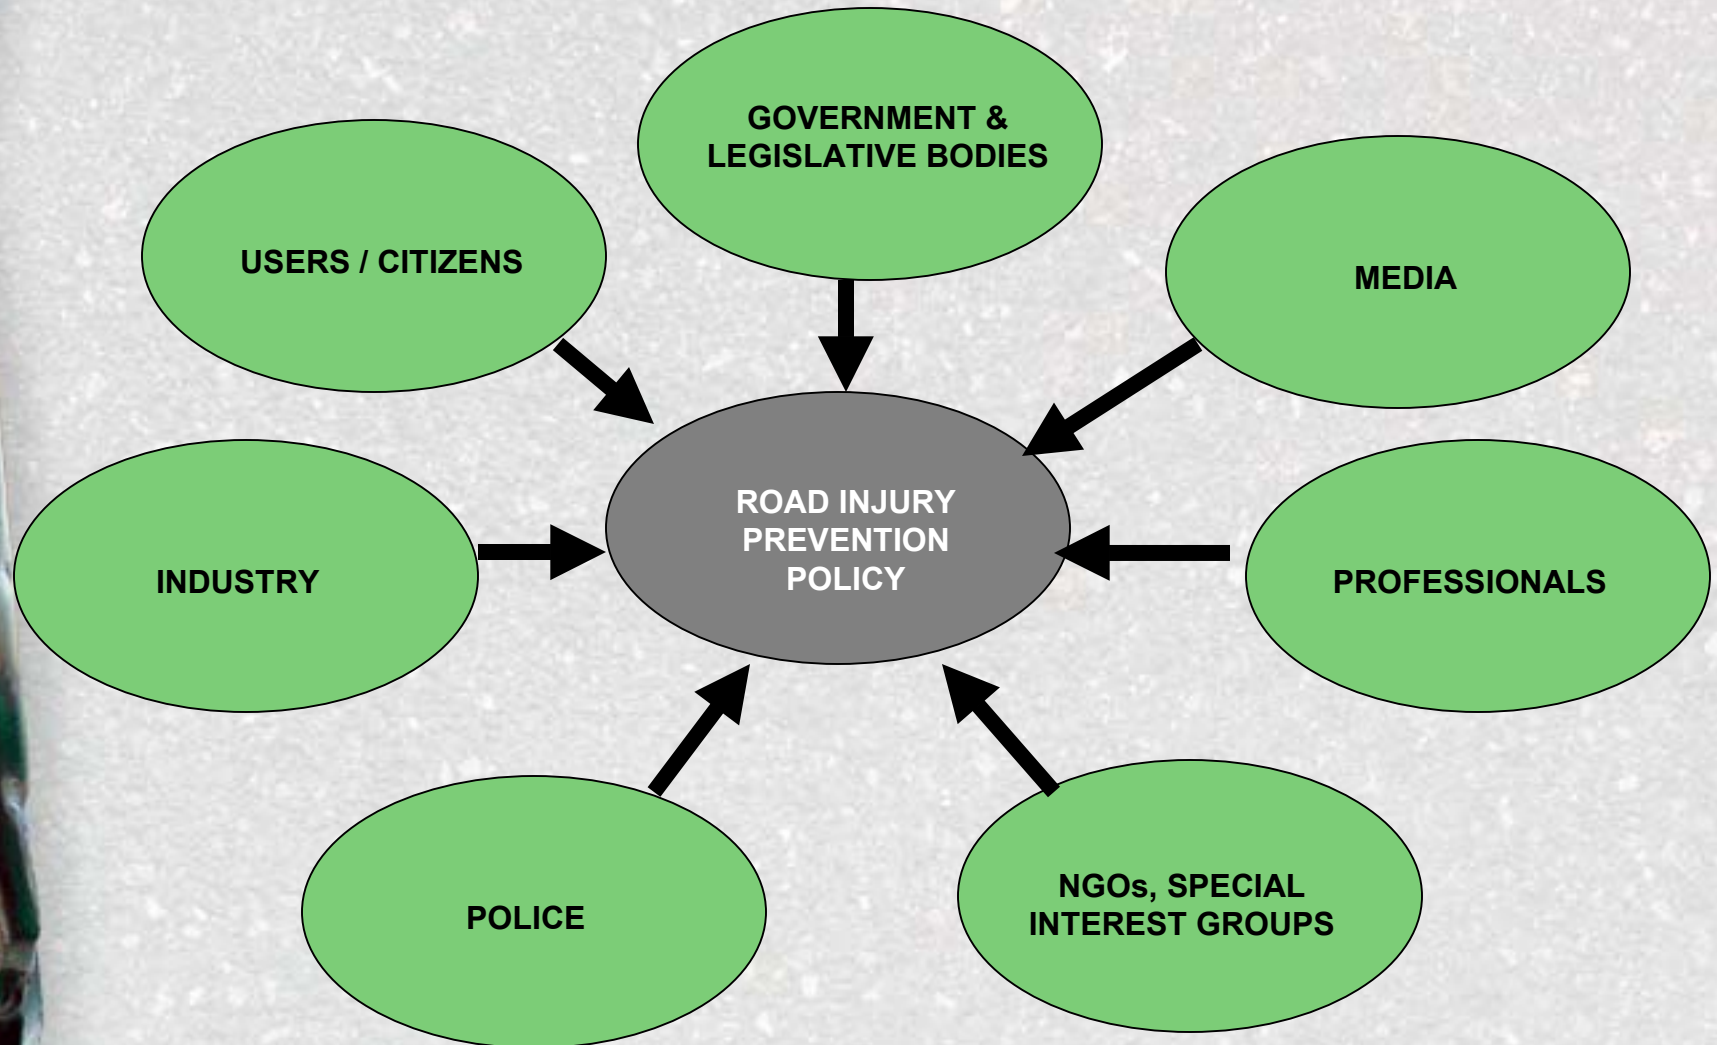 GOVERNMENT &
LEGISLATIVE BODIES
USERS / CITIZENS
MEDIA
ROAD INJURY
PREVENTION
POLICY
INDUSTRY
PROFESSIONALS
POLICE
NGOs, SPECIAL
INTEREST GROUPS